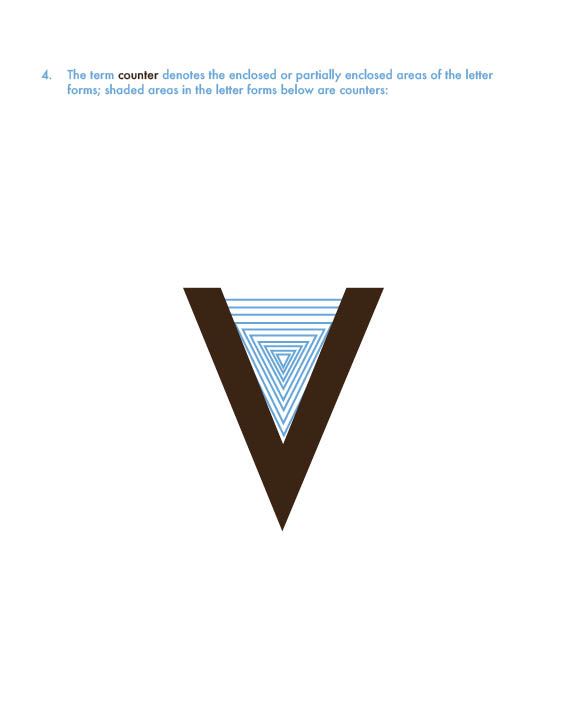 4. The term counter denotes the enclosed or partially enclosed areas of the letter
forms; shaded areas in the letter forms below are counters:
V